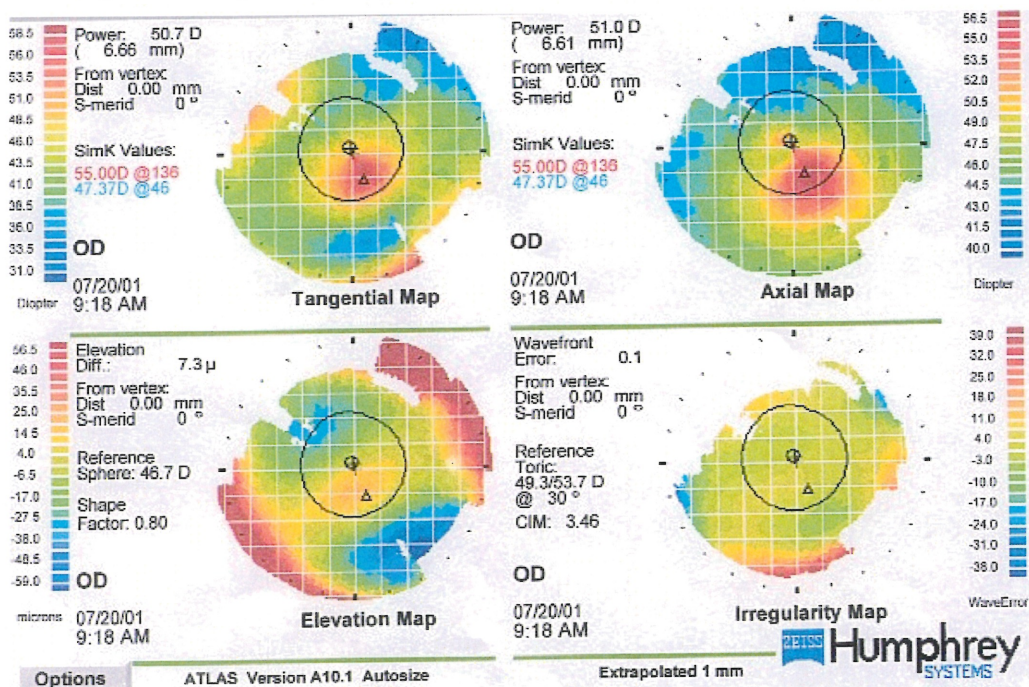 58.5
56.0
53.5
51.0
48.5
46.0
43.5
41.0
38.5
36.0
33.5
31.0
Diopter
Power: 50.7 D
( 6.66 mm)
From vertex:
Dist 0.00 mm
S-merid 0 º
SimK Values:
55.00D @136
47.37D @46
OD
07/20/01
9:18 AM
Tangential Map
Power: 51.0 D
( 6.61 mm)
From vertex:
Dist 0.00 mm
S-merid 0 º
SimK Values:
55.00D @136
47.37D @46
OD
07/20/01
9:18 AM
Axial Map
56.5
55.0
53.5
52.0
50.5
49.0
47.5
46.0
44.5
43.0
41.5
40.0
Diopter
56.5
46.0
35.5
25.0
14.5
4.0
-6.5
-17.0
-27.5
-38.0
-48.5
-59.0
microns
Elevation
Diff.: 7.3 µ
From vertex:
Dist 0.00 mm
S-merid 0 º
Reference
Sphere: 46.7 D
Shape
Factor: 0.80
OD
07/20/01
9:18 AM
Elevation Map
Wavefront
Error: 0.1
From vertex:
Dist 0.00 mm
S-merid 0 º
Reference
Toric:
49.3/53.7 D
@ 30 º
CIM: 3.46
OD
07/20/01
9:18 AM
Irregularity Map
39.0
32.0
25.0
18.0
11.0
4.0
-3.0
-10.0
-17.0
-24.0
-31.0
-38.0
WaveError
ZEISS Humphrey
SYSTEMS
Options
ATLAS Version A10.1 Autosize
Extrapolated 1 mm